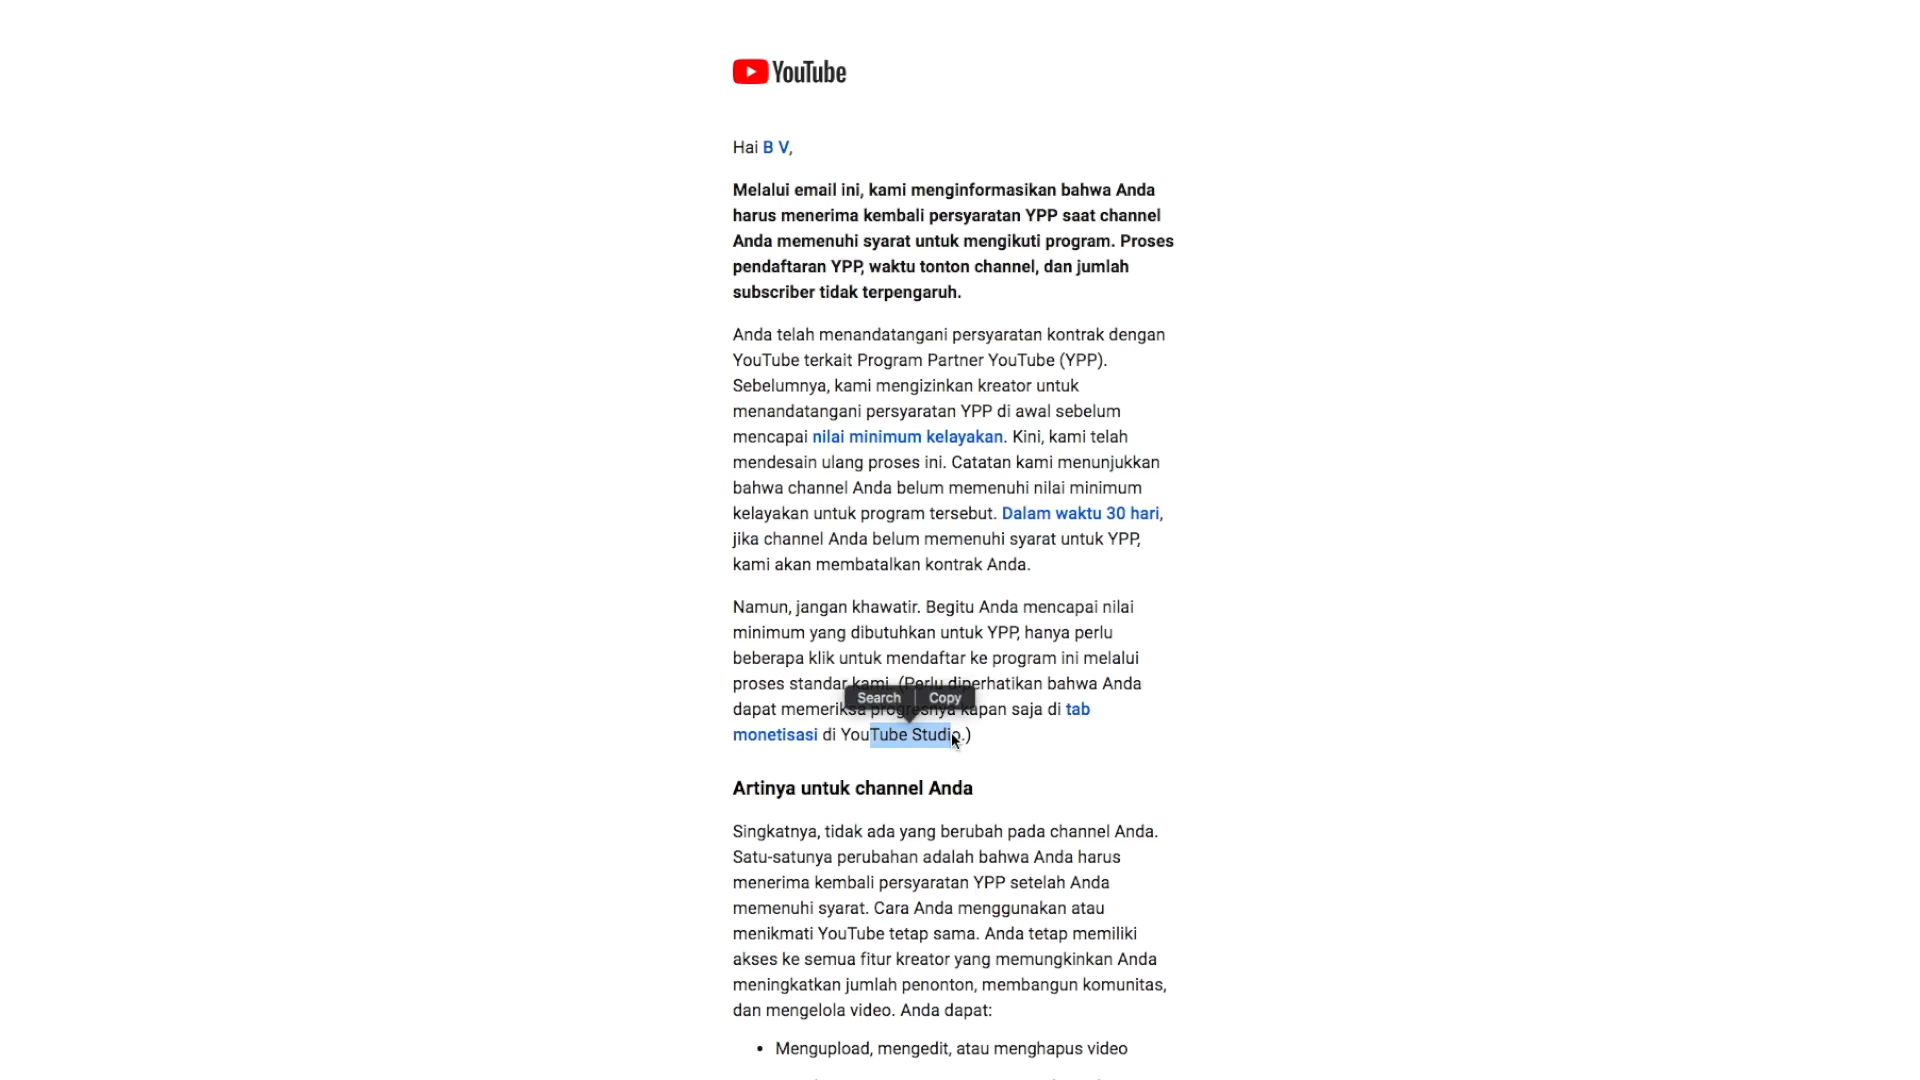 YouTube
Hai B V,
Melalui email ini, kami menginformasikan bahwa Anda
harus menerima kembali persyaratan YPP saat channel
Anda memenuhi syarat untuk mengikuti program. Proses
pendaftaran YPP, waktu tonton channel, dan jumlah
subscriber tidak terpengaruh.
Anda telah menandatangani persyaratan kontrak dengan
YouTube terkait Program Partner YouTube (YPP).
Sebelumnya, kami mengizinkan kreator untuk
menandatangani persyaratan YPP di awal sebelum
mencapai nilai minimum kelayakan. Kini, kami telah
mendesain ulang proses ini. Catatan kami menunjukkan
bahwa channel Anda belum memenuhi nilai minimum
kelayakan untuk program tersebut. Dalam waktu 30 hari,
jika channel Anda belum memenuhi syarat untuk YPP,
kami akan membatalkan kontrak Anda.
Namun, jangan khawatir. Begitu Anda mencapai nilai
minimum yang dibutuhkan untuk YPP, hanya perlu
beberapa klik untuk mendaftar ke program ini melalui
proses standar kami. (Perlu diperhatikan bahwa Anda
Search Copy
dapat memeriksa progresnya kapan saja di tab
monetisasi di YouTube Studio.)
Artinya untuk channel Anda
Singkatnya, tidak ada yang berubah pada channel Anda.
Satu-satunya perubahan adalah bahwa Anda harus
menerima kembali persyaratan YPP setelah Anda
memenuhi syarat. Cara Anda menggunakan atau
menikmati YouTube tetap sama. Anda tetap memiliki
akses ke semua fitur kreator yang memungkinkan Anda
meningkatkan jumlah penonton, membangun komunitas,
dan mengelola video. Anda dapat:
• Mengupload, mengedit, atau menghapus video